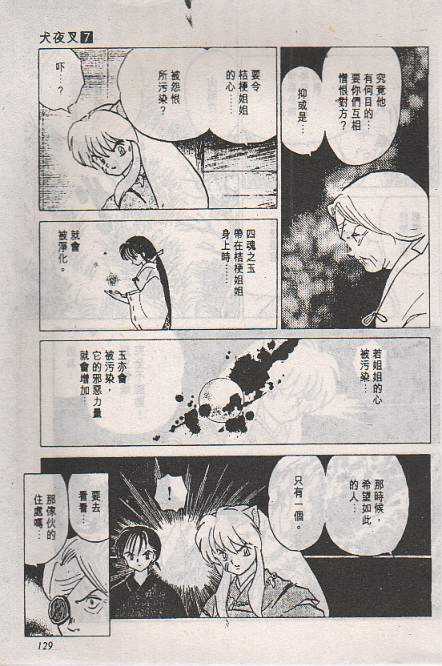 犬夜叉 7
究竟他
有何目的…
要你們互相
憎恨對方？
抑或是…
要令
桔梗姐姐
的心……
被怨恨
所污染？
吓…？
四魂之玉
帶在桔梗姐姐
身上時……
就會
被淨化。
若姐姐的心
被污染…
玉亦會
被污染，
它的邪惡力量
就會增加…
那時候，
希望如此
的人…
只有一個。
！
要去
看看…
那傢伙的
住處嗎…
129